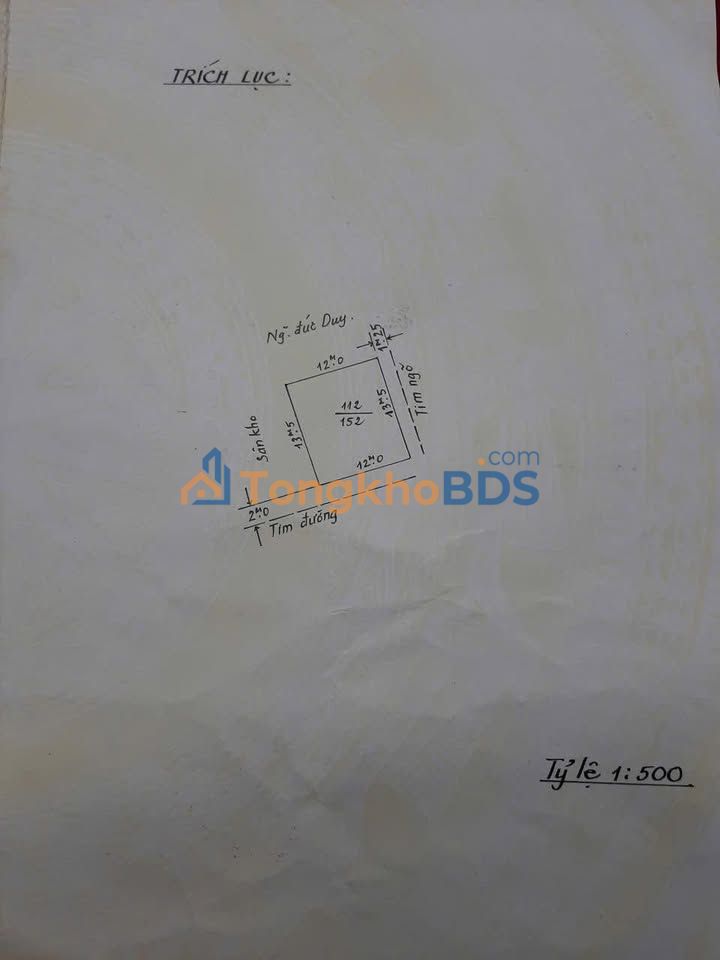 TRÍCH LỤC :
Ng. đức Duy.
1ᵐ25
12ᵐ0
Tim ngõ
13ᵐ5
112
152
13ᵐ5
Sân kho
12ᵐ0
TongkhoBDS.com
2ᵐ0
Tim đường
Tỷ lệ 1:500